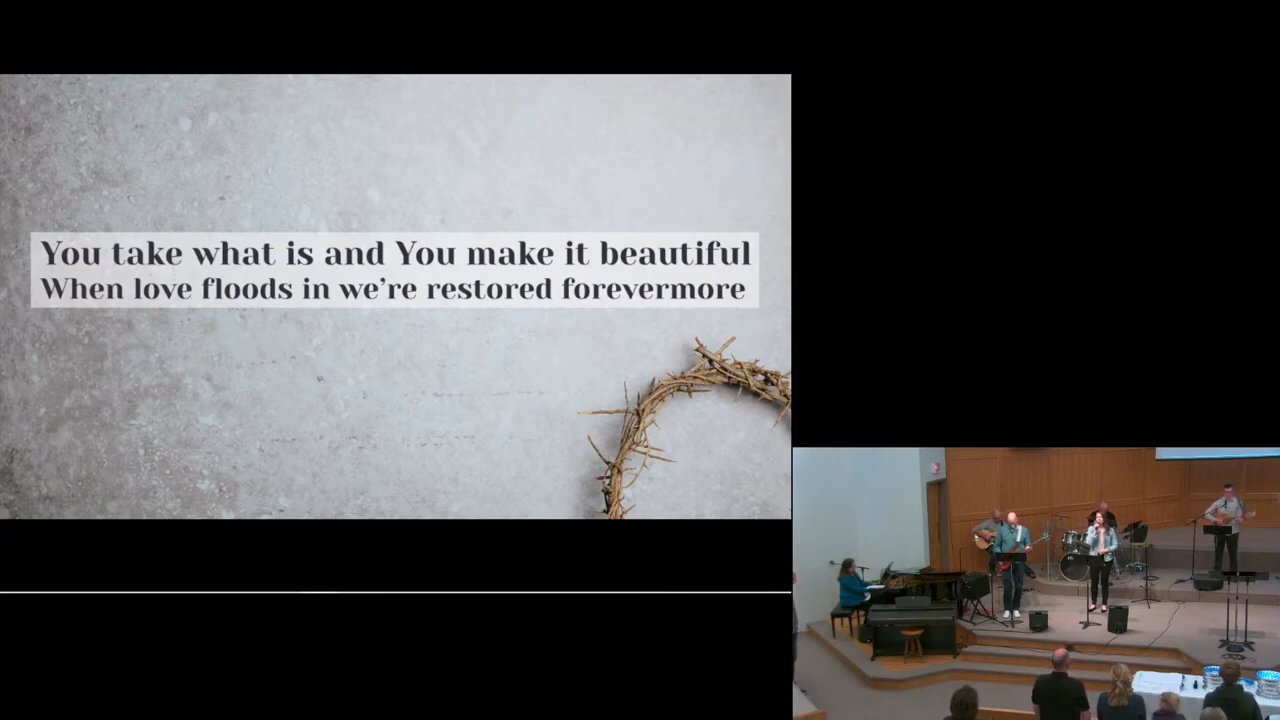 You take what is and You make it beautiful
When love floods in we're restored forevermore